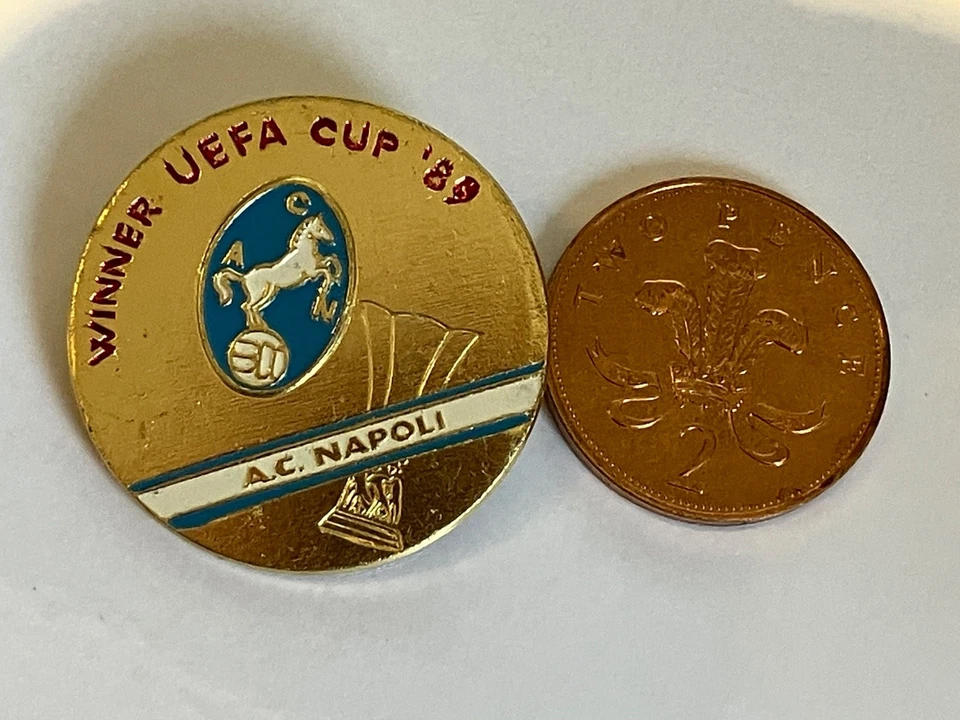 WINNER UEFA CUP '89
A C N
A.C. NAPOLI
TWO PENCE
2